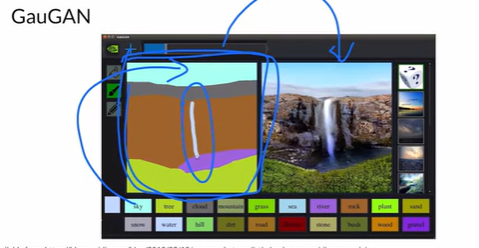 GauGAN
sky tree cloud mountain grass sea river rock plant sand
snow water hill dirt road stone bush wood gravel